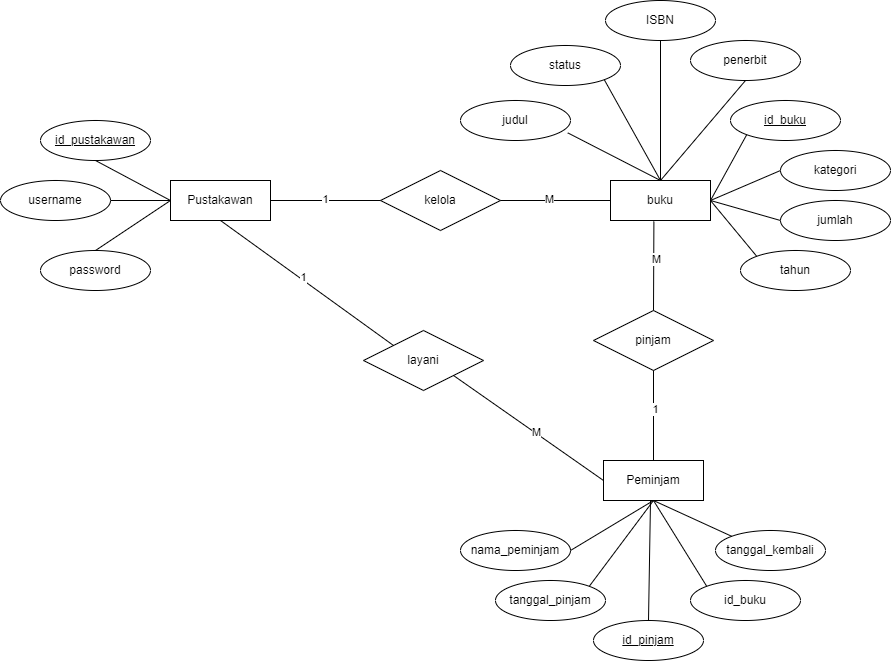 ISBN
status
penerbit
judul
id_buku
id_pustakawan
kategori
username
Pustakawan
1
kelola
M
buku
jumlah
password
tahun
M
1
pinjam
layani
1
M
Peminjam
nama_peminjam
tanggal_kembali
tanggal_pinjam
id_buku
id_pinjam